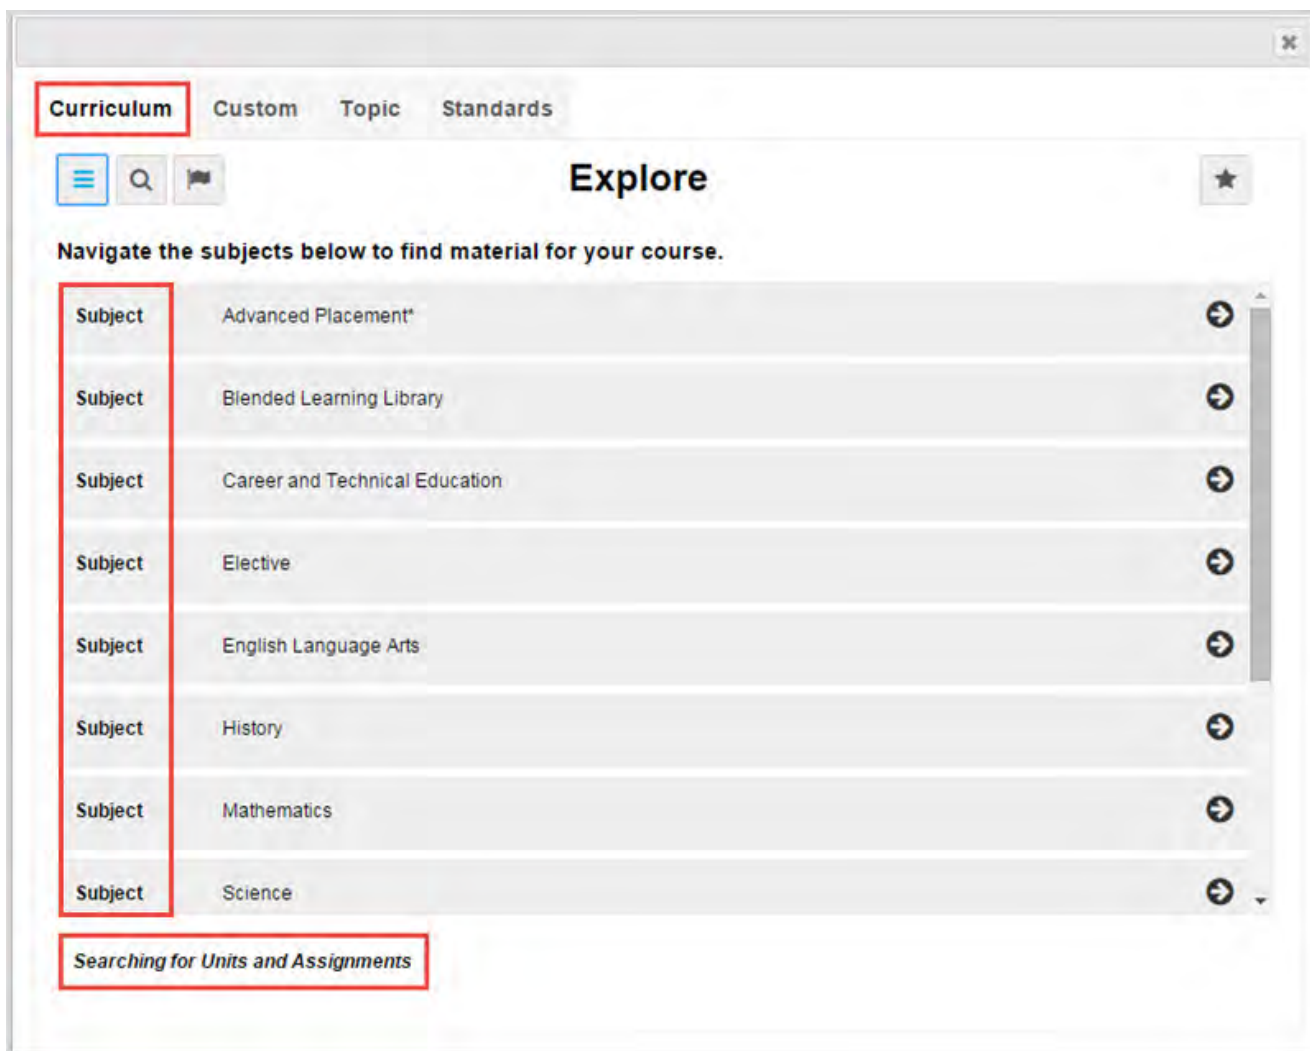 Curriculum Custom Topic Standards
Explore
Navigate the subjects below to find material for your course.
Subject Advanced Placement*
Subject Blended Learning Library
Subject Career and Technical Education
Subject Elective
Subject English Language Arts
Subject History
Subject Mathematics
Subject Science
Searching for Units and Assignments